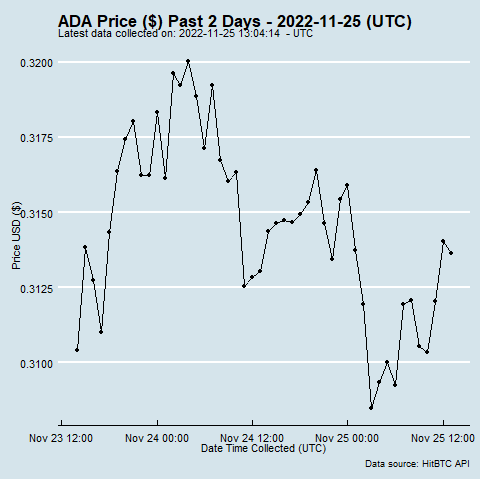 ADA Price ($) Past 2 Days - 2022-11-25 (UTC)
Latest data collected on: 2022-11-25 13:04:14 - UTC
0.3200
0.3175
0.3150
0.3125
0.3100
Price USD ($)
Nov 23 12:00 Nov 24 00:00 Nov 24 12:00 Nov 25 00:00 Nov 25 12:00
Date Time Collected (UTC)
Data source: HitBTC API